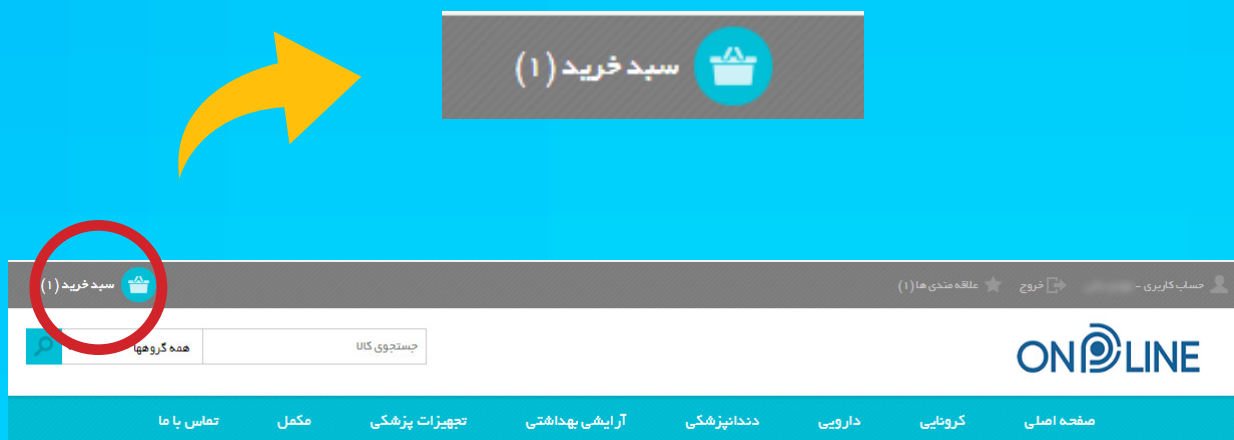 سبد خرید (۱)
حساب کاربری -
خروج
علاقه مندی ها (۱)
سبد خرید (۱)
ONPLINE
جستجوی کالا
همه گروهها
صفحه اصلی
کرونایی
دارویی
دندانپزشکی
آرایشی بهداشتی
تجهیزات پزشکی
مکمل
تماس با ما